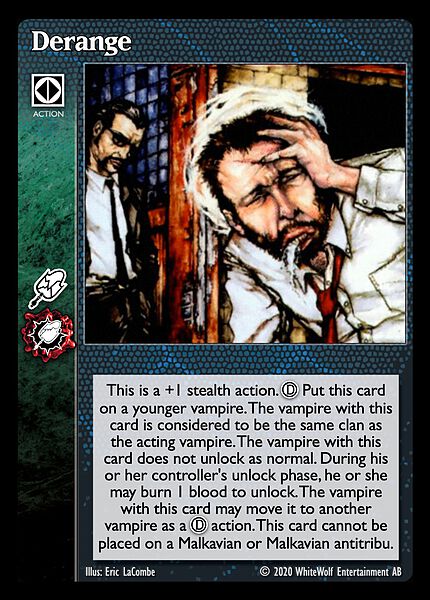 Derange
ACTION
This is a +1 stealth action. Ⓓ Put this card
on a younger vampire. The vampire with this
card is considered to be the same clan as
the acting vampire. The vampire with this
card does not unlock as normal. During his
or her controller's unlock phase, he or she
may burn 1 blood to unlock. The vampire
with this card may move it to another
vampire as a Ⓓ action. This card cannot be
placed on a Malkavian or Malkavian antitribu.
Illus: Eric LaCombe
© 2020 WhiteWolf Entertainment AB